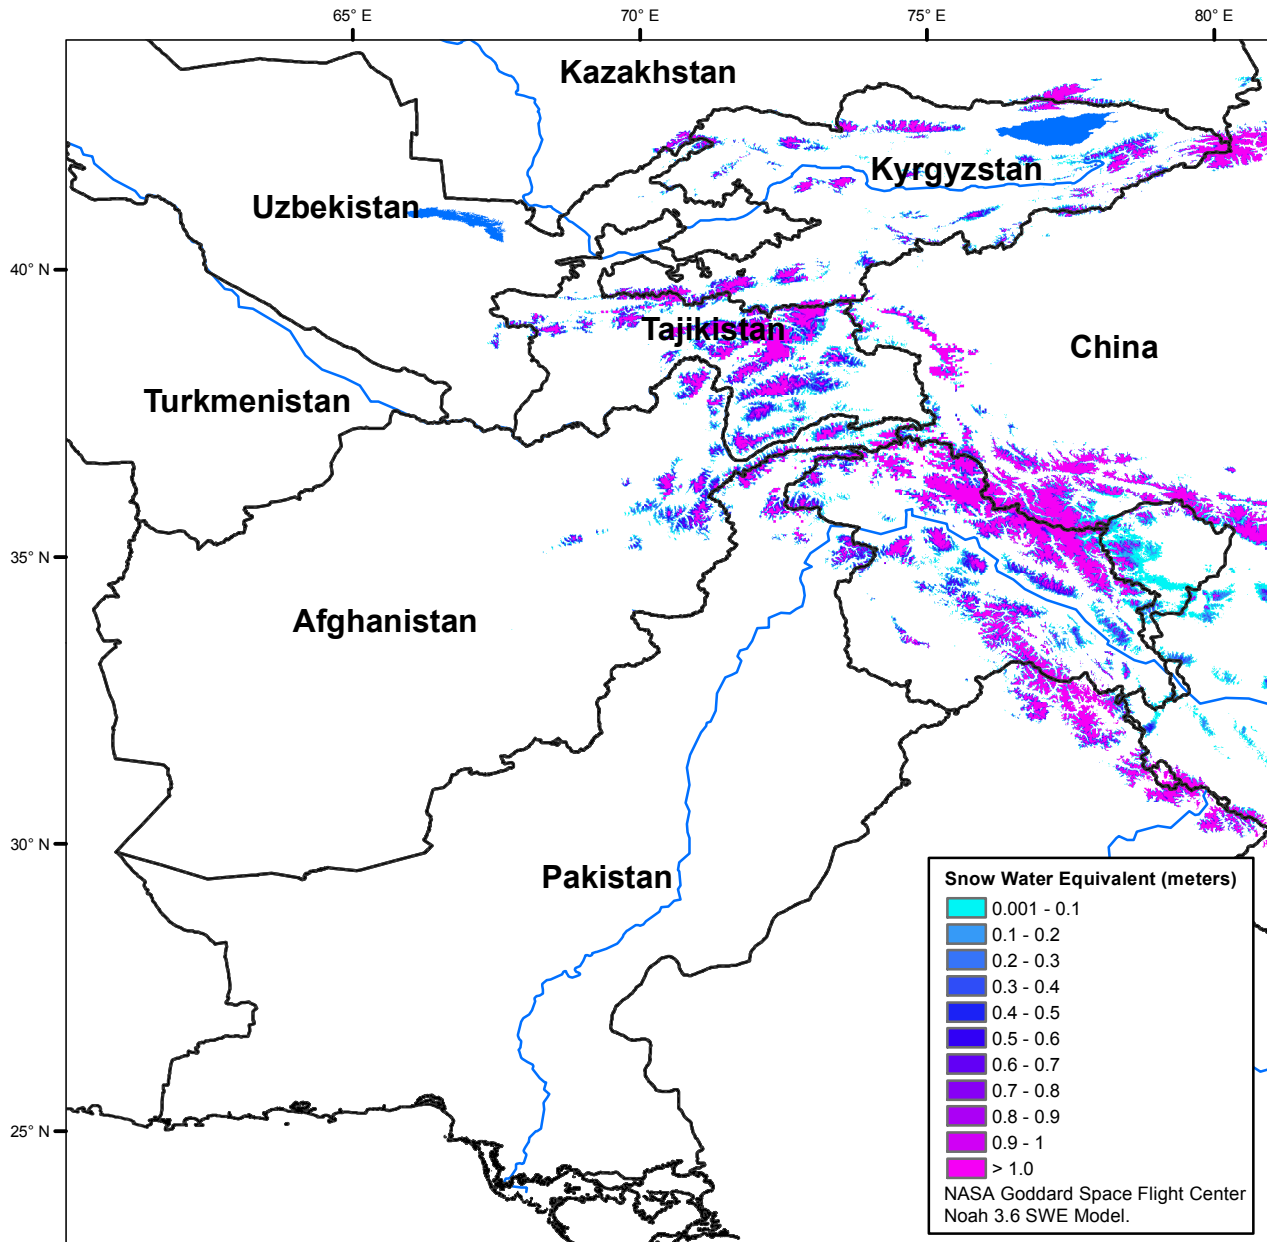 65° E
70° E
75° E
80° E
Kazakhstan
Kyrgyzstan
Uzbekistan
40° N
Tajikistan
China
Turkmenistan
35° N
Afghanistan
30° N
Pakistan
25° N
Snow Water Equivalent (meters)
0.001 - 0.1
0.1 - 0.2
0.2 - 0.3
0.3 - 0.4
0.4 - 0.5
0.5 - 0.6
0.6 - 0.7
0.7 - 0.8
0.8 - 0.9
0.9 - 1
> 1.0
NASA Goddard Space Flight Center
Noah 3.6 SWE Model.